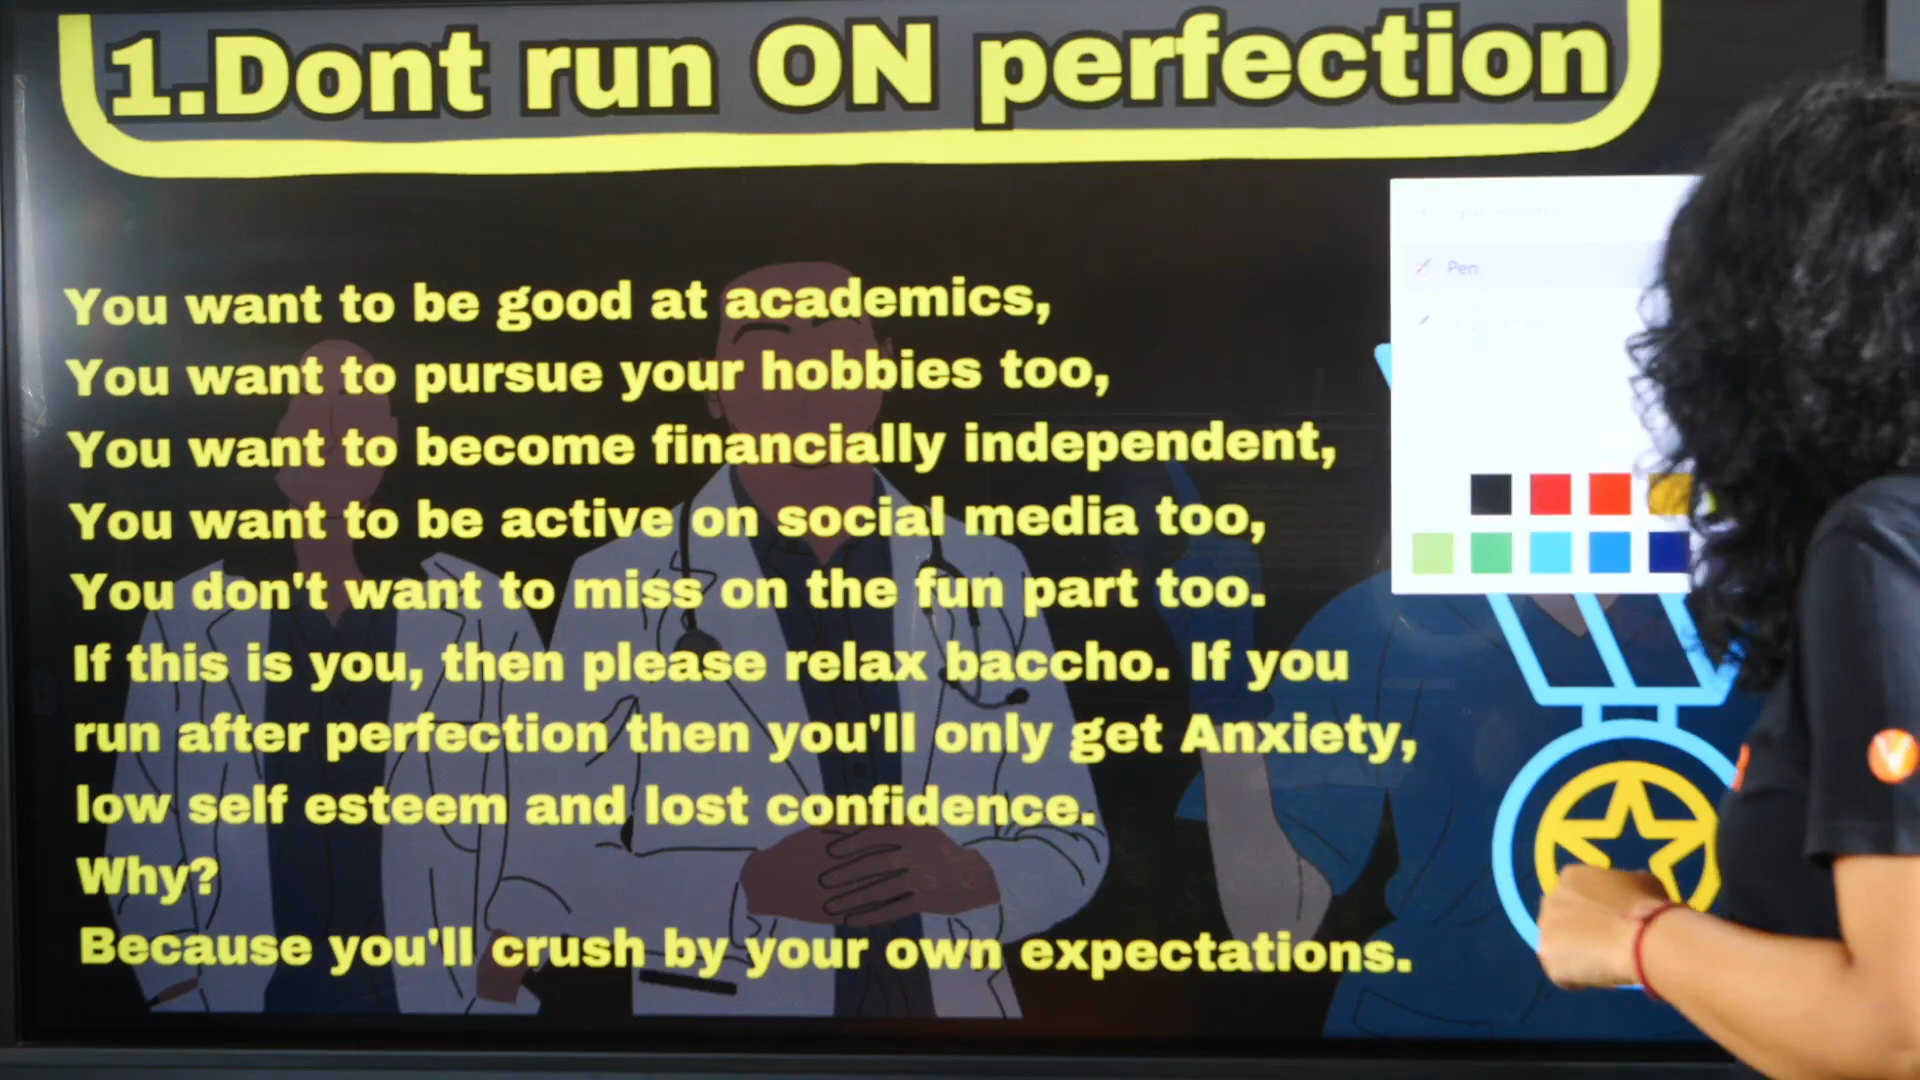 1.Dont run ON perfection
You want to be good at academics,
You want to pursue your hobbies too,
You want to become financially independent,
You want to be active on social media too,
You don't want to miss on the fun part too.
If this is you, then please relax baccho. If you
run after perfection then you'll only get Anxiety,
low self esteem and lost confidence.
Why?
Because you'll crush by your own expectations.
Pen